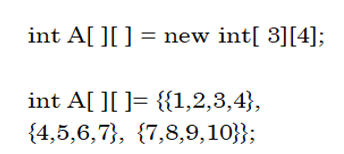 int A[ ][ ] = new int[ 3][4];
int A[ ][ ]= {{1,2,3,4},
{4,5,6,7}, {7,8,9,10}};